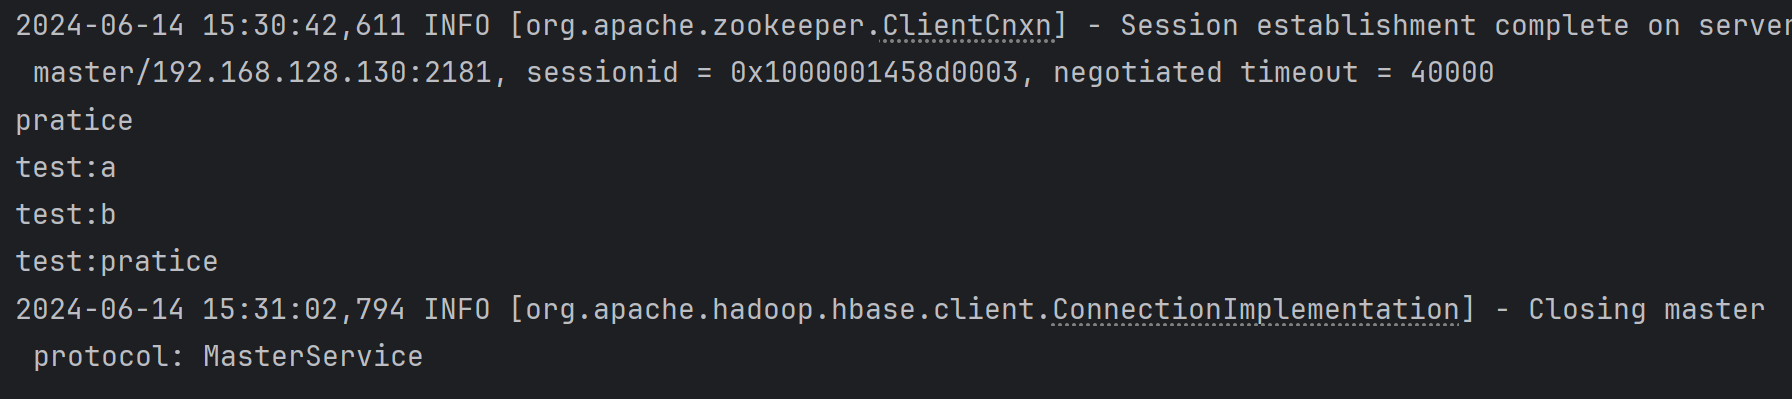 2024-06-14 15:30:42,611 INFO [org.apache.zookeeper.ClientCnxn] - Session establishment complete on server
master/192.168.128.130:2181, sessionid = 0x1000001458d0003, negotiated timeout = 40000
pratice
test:a
test:b
test:pratice
2024-06-14 15:31:02,794 INFO [org.apache.hadoop.hbase.client.ConnectionImplementation] - Closing master
protocol: MasterService